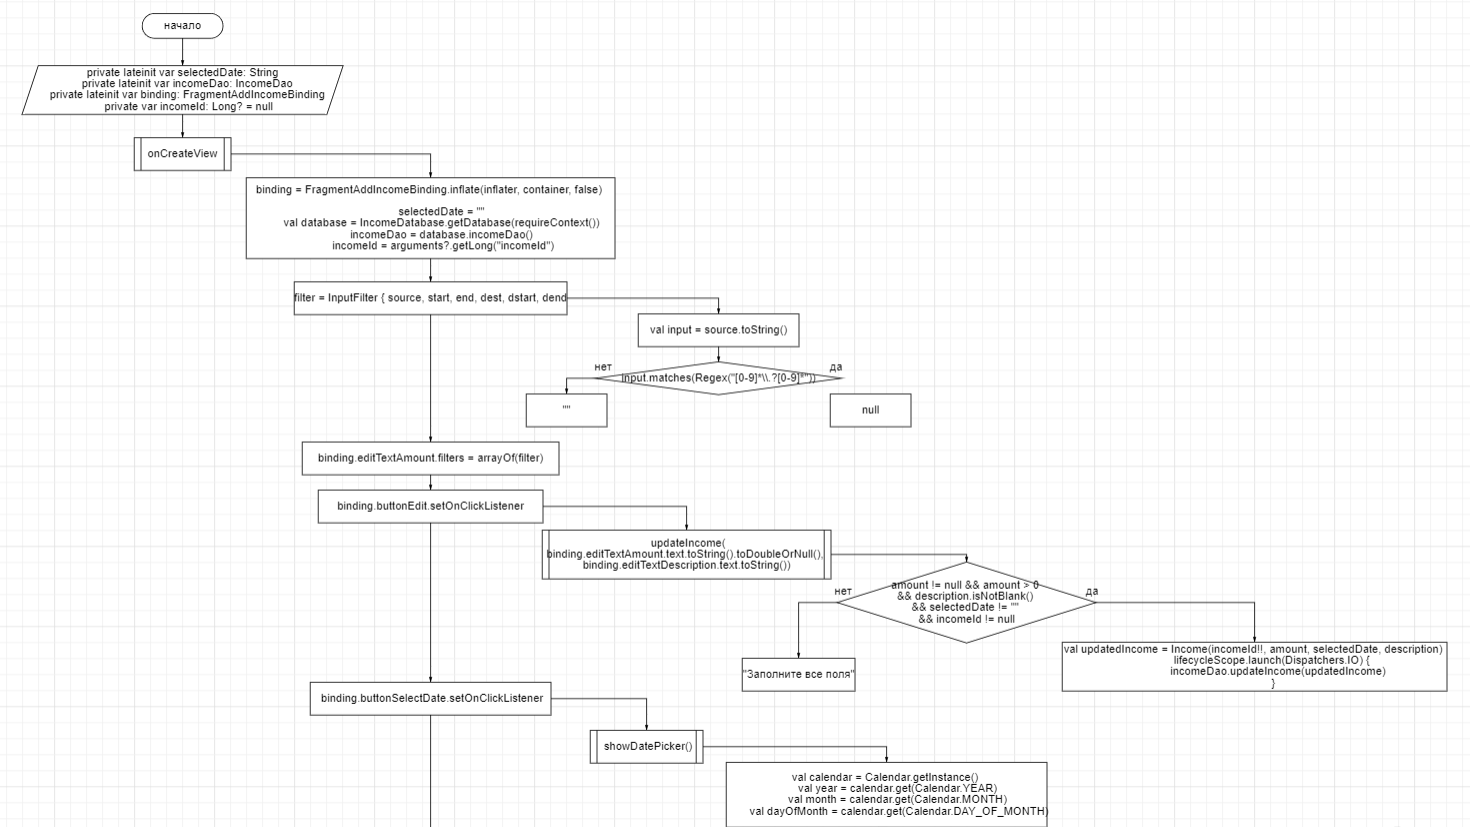 начало
private lateinit var selectedDate: String
private lateinit var incomeDao: IncomeDao
private lateinit var binding: FragmentAddIncomeBinding
private var incomeId: Long? = null
onCreateView
binding = FragmentAddIncomeBinding.inflate(inflater, container, false)
selectedDate = ""
val database = IncomeDatabase.getDatabase(requireContext())
incomeDao = database.incomeDao()
incomeId = arguments?.getLong("incomeId")
filter = InputFilter { source, start, end, dest, dstart, dend
val input = source.toString()
нет
да
input.matches(Regex("[0-9]*\\.?[0-9]*"))
""
null
binding.editTextAmount.filters = arrayOf(filter)
binding.buttonEdit.setOnClickListener
updateIncome(
binding.editTextAmount.text.toString().toDoubleOrNull(),
binding.editTextDescription.text.toString())
нет
да
amount != null && amount > 0
&& description.isNotBlank()
&& selectedDate != ""
&& incomeId != null
"Заполните все поля"
val updatedIncome = Income(incomeId!!, amount, selectedDate, description)
lifecycleScope.launch(Dispatchers.IO) {
incomeDao.updateIncome(updatedIncome)
}
binding.buttonSelectDate.setOnClickListener
showDatePicker()
val calendar = Calendar.getInstance()
val year = calendar.get(Calendar.YEAR)
val month = calendar.get(Calendar.MONTH)
val dayOfMonth = calendar.get(Calendar.DAY_OF_MONTH)